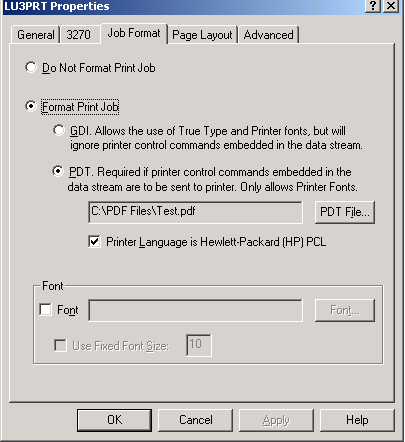 LU3PRT Properties
General 3270 Job Format Page Layout Advanced
Do Not Format Print Job
Format Print Job
GDI. Allows the use of True Type and Printer fonts, but will
ignore printer control commands embedded in the data stream.
PDT. Required if printer control commands embedded in the
data stream are to be sent to printer. Only allows Printer Fonts.
C:\PDF Files\Test.pdf PDT File...
Printer Language is Hewlett-Packard (HP) PCL
Font
Font Font...
Use Fixed Font Size: 10
OK Cancel Apply Help